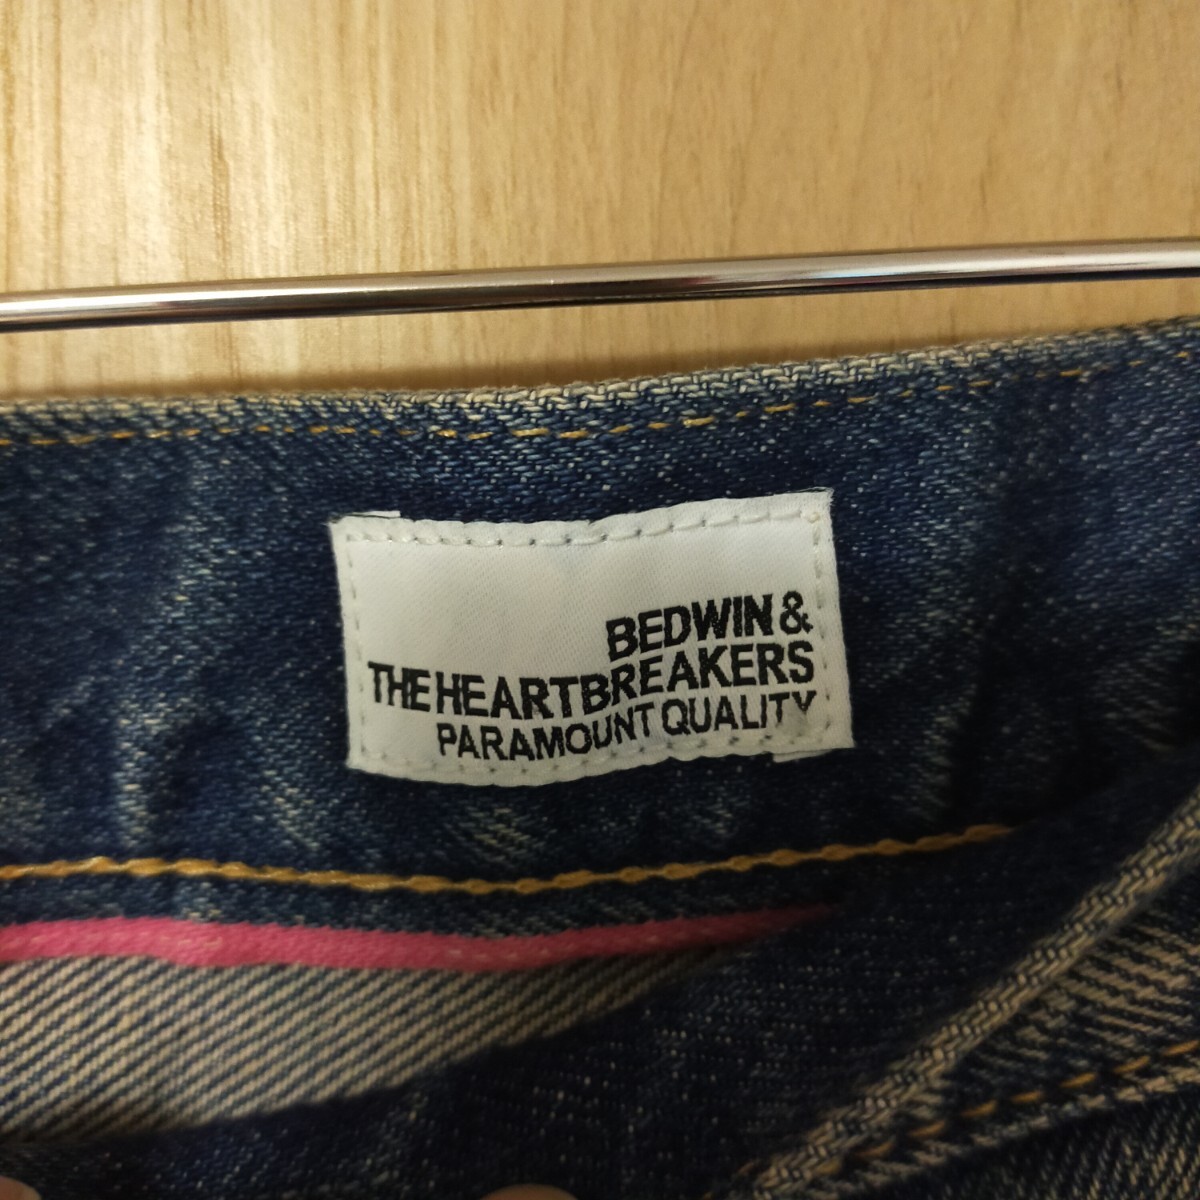 BEDWIN &
THE HEARTBREAKERS
PARAMOUNT QUALITY